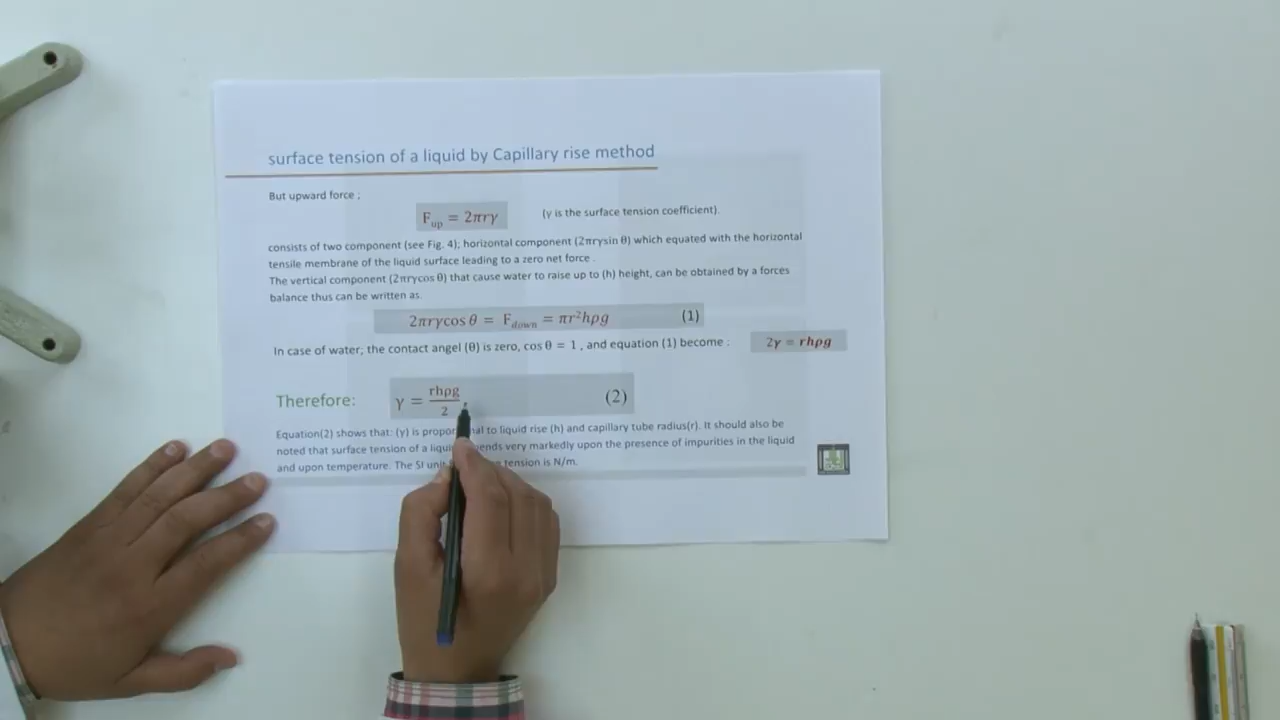 surface tension of a liquid by Capillary rise method
But upward force ;
F_up = 2πrγ (γ is the surface tension coefficient).
consists of two component (see Fig. 4); horizontal component (2πrγsin θ) which equated with the horizontal
tensile membrane of the liquid surface leading to a zero net force .
The vertical component (2πrγcos θ) that cause water to raise up to (h) height, can be obtained by a forces
balance thus can be written as.
2πrγcos θ = F_down = πr²hρg (1)
In case of water; the contact angel (θ) is zero, cos θ = 1 , and equation (1) become : 2γ = rhρg
Therefore: γ = rhρg/2 (2)
Equation(2) shows that: (γ) is propor al to liquid rise (h) and capillary tube radius(r). It should also be
noted that surface tension of a liqui ends very markedly upon the presence of impurities in the liquid
and upon temperature. The SI uni tension is N/m.